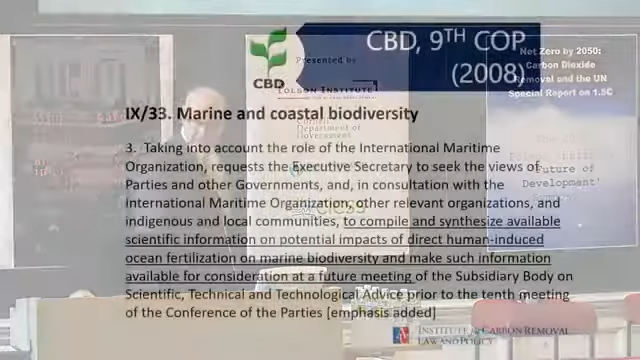 CBD, 9TH COP
(2008)
CBD
Presented by
Net Zero by 2050:
Carbon Dioxide
Removal and the UN
Special Report on 1.5C
IX/33. Marine and coastal biodiversity
Department of
Government
3. Taking into account the role of the International Maritime
Organization, requests the Executive Secretary to seek the views of
Parties and other Governments, and, in consultation with the
International Maritime Organization, other relevant organizations, and
indigenous and local communities, to compile and synthesize available
scientific information on potential impacts of direct human-induced
ocean fertilization on marine biodiversity and make such information
available for consideration at a future meeting of the Subsidiary Body on
Scientific, Technical and Technological Advice prior to the tenth meeting
of the Conference of the Parties [emphasis added]
Future of
Development
INSTITUTE for CARBON REMOVAL
LAW AND POLICY